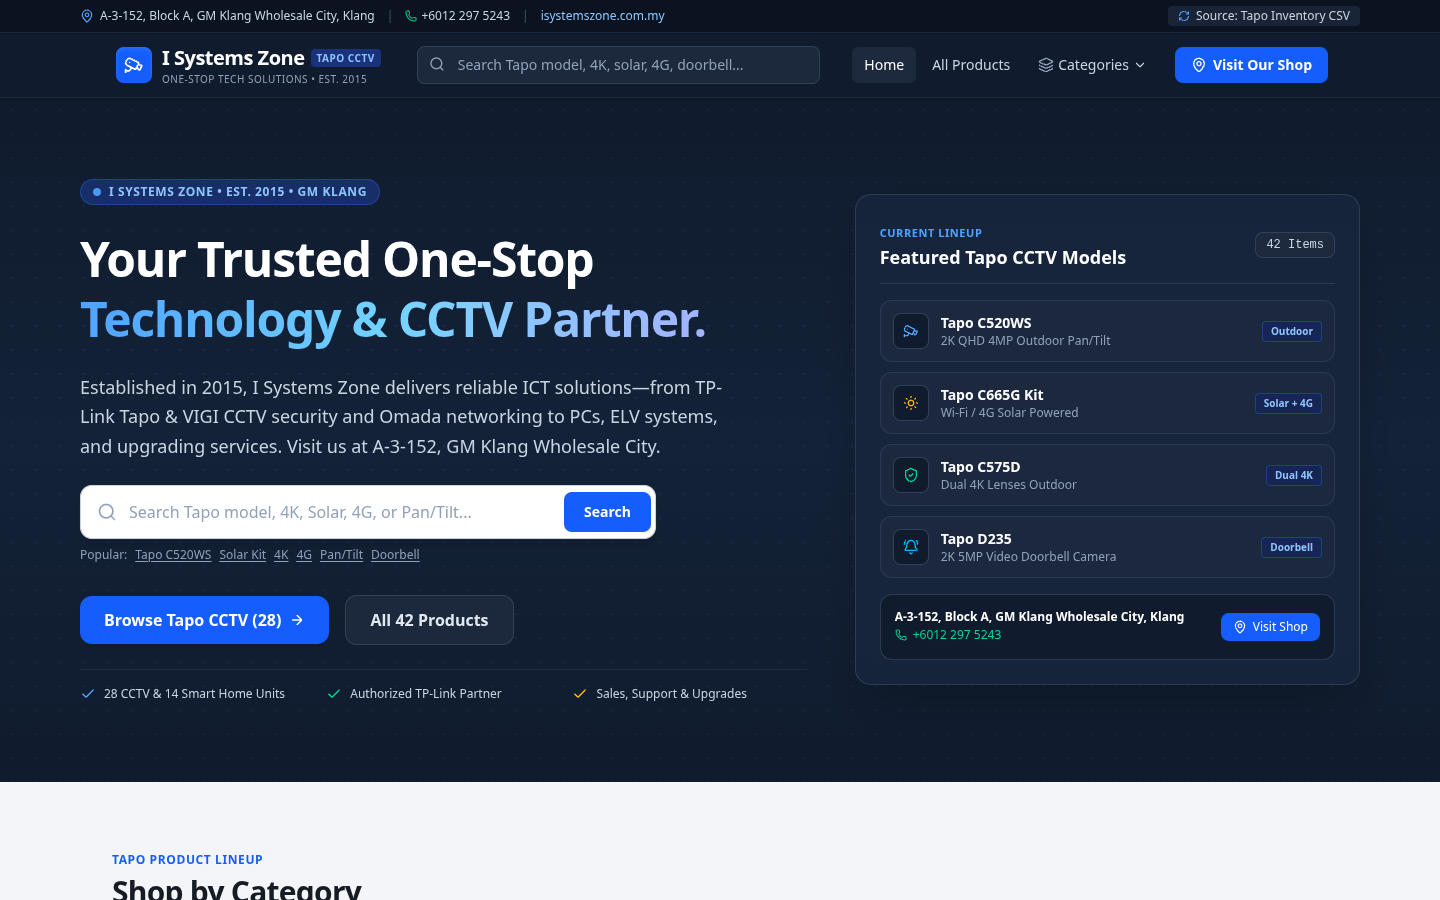 A-3-152, Block A, GM Klang Wholesale City, Klang | +6012 297 5243 | isystemszone.com.my
Source: Tapo Inventory CSV
I Systems Zone TAPO CCTV
ONE-STOP TECH SOLUTIONS • EST. 2015
Search Tapo model, 4K, solar, 4G, doorbell...
Home
All Products
Categories
Visit Our Shop
I SYSTEMS ZONE • EST. 2015 • GM KLANG
Your Trusted One-Stop
Technology & CCTV Partner.
Established in 2015, I Systems Zone delivers reliable ICT solutions—from TP-
Link Tapo & VIGI CCTV security and Omada networking to PCs, ELV systems,
and upgrading services. Visit us at A-3-152, GM Klang Wholesale City.
Search Tapo model, 4K, Solar, 4G, or Pan/Tilt...
Search
Popular: Tapo C520WS Solar Kit 4K 4G Pan/Tilt Doorbell
Browse Tapo CCTV (28)
All 42 Products
28 CCTV & 14 Smart Home Units
Authorized TP-Link Partner
Sales, Support & Upgrades
CURRENT LINEUP
Featured Tapo CCTV Models
42 Items
Tapo C520WS
2K QHD 4MP Outdoor Pan/Tilt
Outdoor
Tapo C665G Kit
Wi-Fi / 4G Solar Powered
Solar + 4G
Tapo C575D
Dual 4K Lenses Outdoor
Dual 4K
Tapo D235
2K 5MP Video Doorbell Camera
Doorbell
A-3-152, Block A, GM Klang Wholesale City, Klang
+6012 297 5243
Visit Shop
TAPO PRODUCT LINEUP
Shop by Category